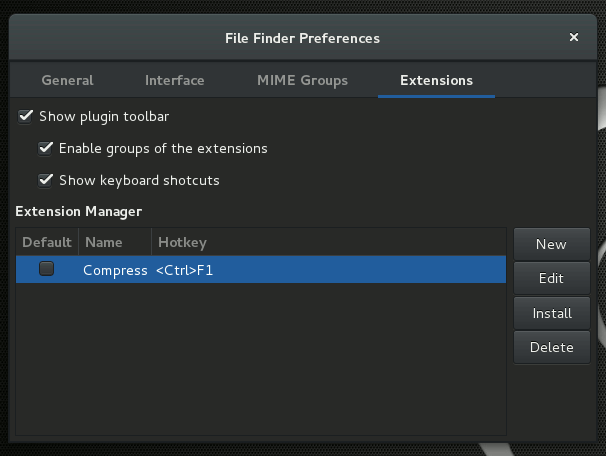 File Finder Preferences
General Interface MIME Groups Extensions
Show plugin toolbar
Enable groups of the extensions
Show keyboard shotcuts
Extension Manager
Default Name Hotkey
Compress <Ctrl>F1
New
Edit
Install
Delete